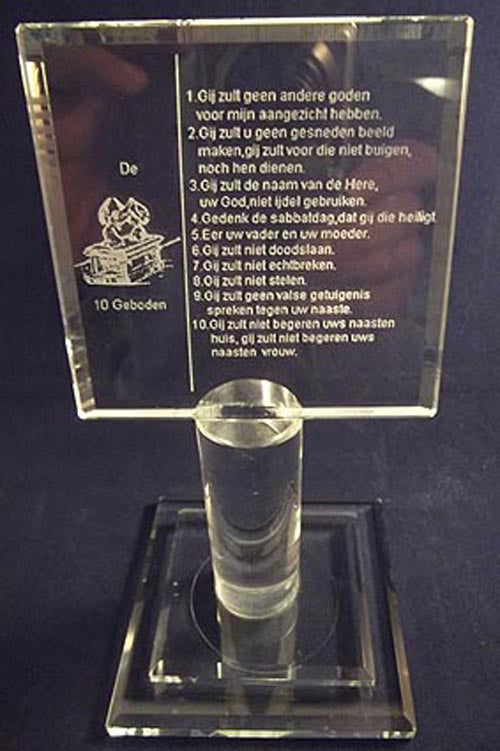 De
10 Geboden
1.Gij zult geen andere goden
voor mijn aangezicht hebben.
2.Gij zult u geen gesneden beeld
maken,gij zult voor die niet buigen,
noch hen dienen.
3.Gij zult de naam van de Here,
uw God,niet ijdel gebruiken.
4.Gedenk de sabbatdag,dat gij die heiligt
5.Eer uw vader en uw moeder.
6.Gij zult niet doodslaan.
7.Gij zult niet echtbreken.
8.Gij zult niet stelen.
9.Gij zult geen valse getuigenis
spreken tegen uw naaste.
10.Gij zult niet begeren uws naasten
huis, gij zult niet begeren uws
naasten vrouw.